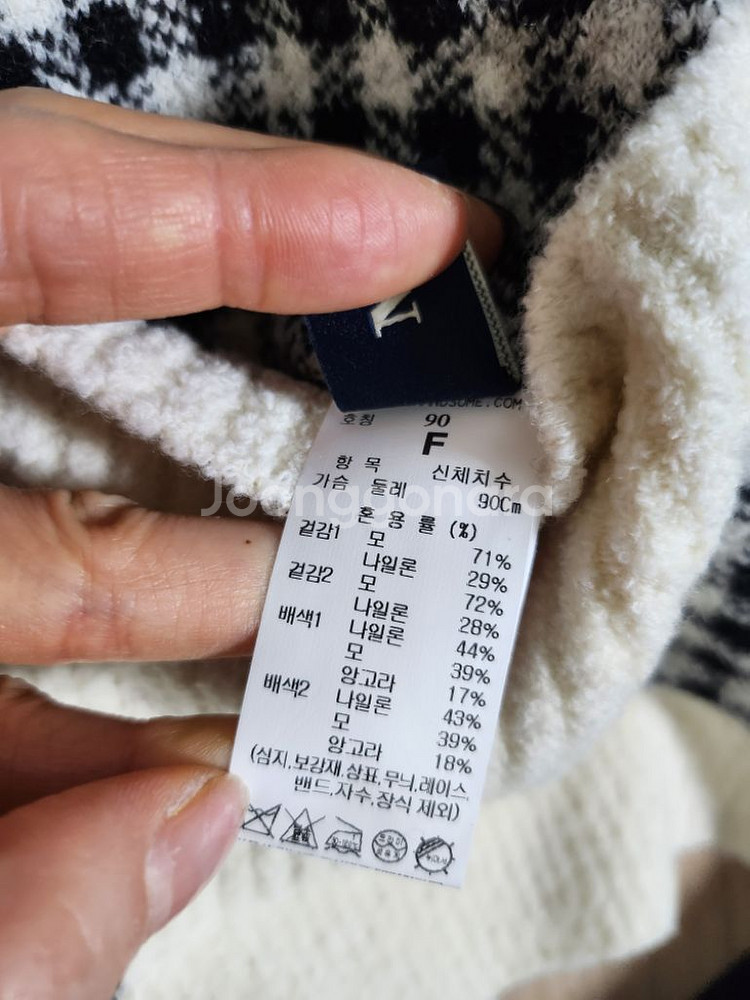 N
NDSOME.COM
호칭 90
F
항 목 신체치수
가슴 둘레 90Cm
Joonggonara
혼 용 률 (%)
겉감1 모 71%
나일론 29%
겉감2 모 72%
나일론 28%
배색1 나일론 44%
모 39%
앙고라 17%
배색2 나일론 43%
모 39%
앙고라 18%
(심지,보강재,상표,무늬,레이스,
밴드,자수,장식 제외)